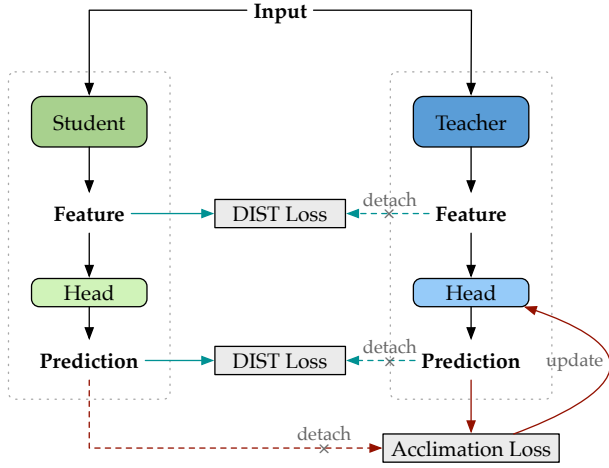 Input
Student
Teacher
Feature
DIST Loss
detach
Feature
Head
Head
Prediction
DIST Loss
detach
Prediction
update
detach
Acclimation Loss